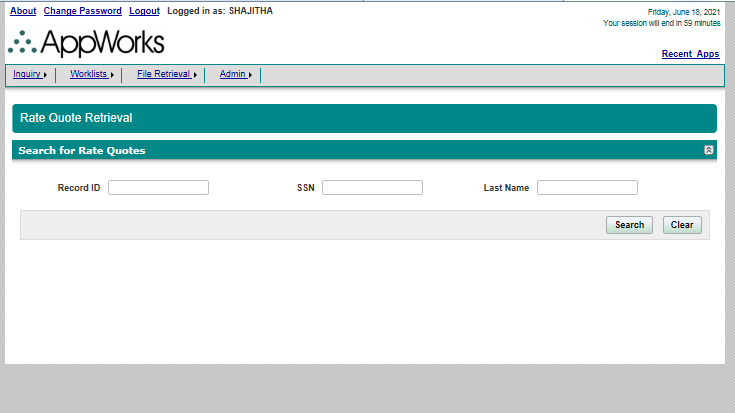 About Change Password Logout Logged in as: SHAJITHA
Friday, June 18, 2021
Your session will end in 59 minutes
AppWorks
Recent Apps
Inquiry Worklists File Retrieval Admin
Rate Quote Retrieval
Search for Rate Quotes
Record ID SSN Last Name
Search Clear